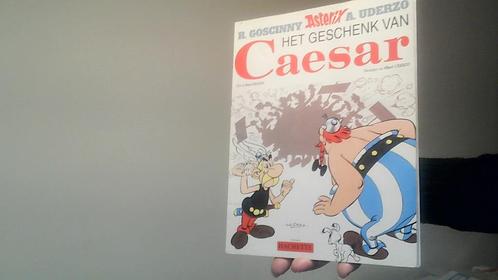 R. GOSCINNY Asterix A. UDERZO
HET GESCHENK VAN
Caesar
HACHETTE